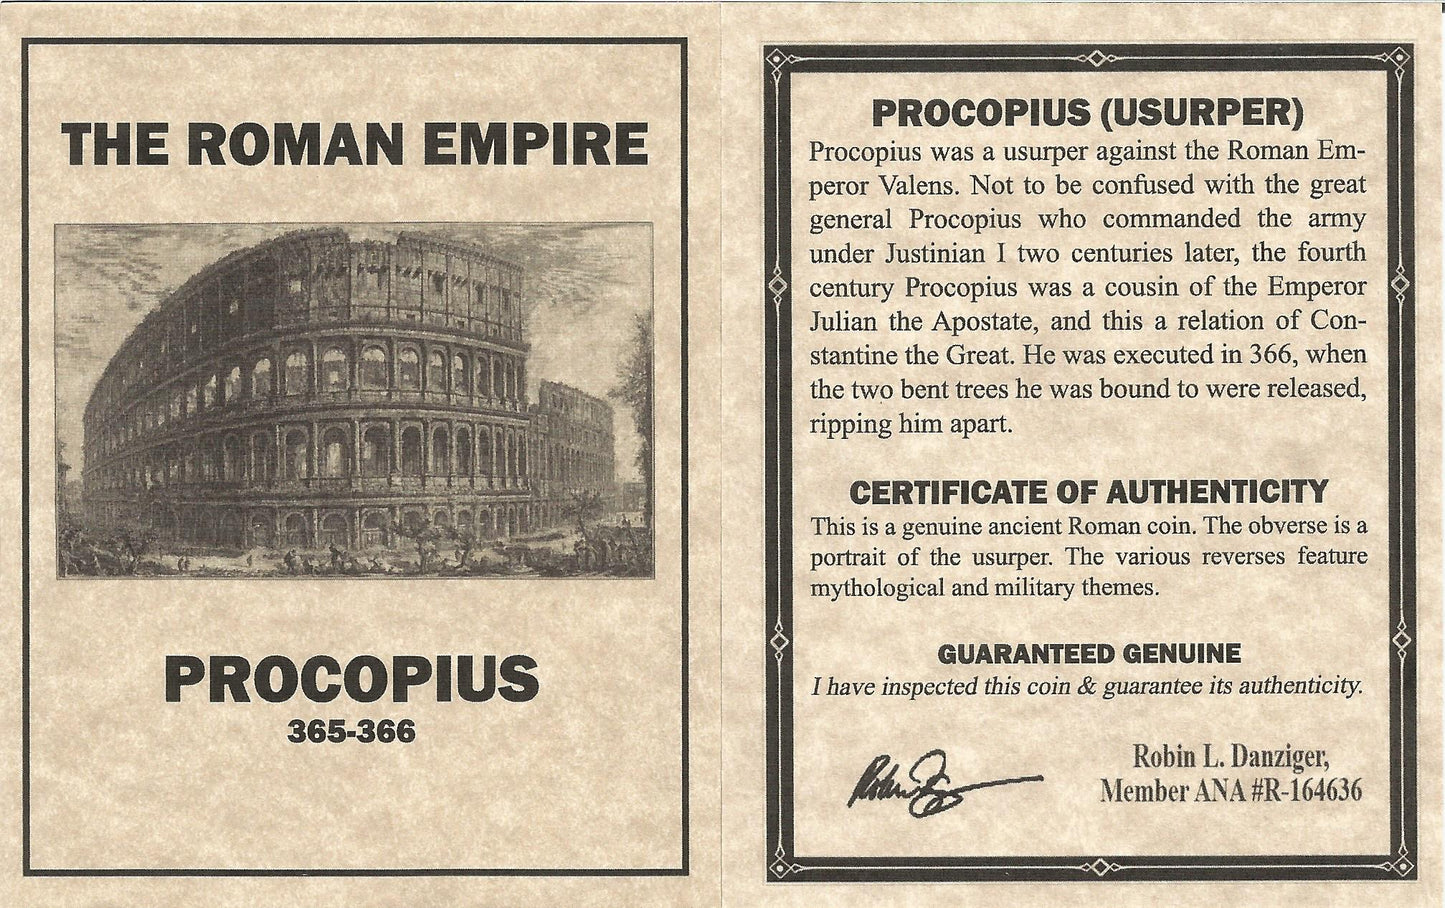 THE ROMAN EMPIRE
PROCOPIUS
365-366
PROCOPIUS (USURPER)
Procopius was a usurper against the Roman Em-
peror Valens. Not to be confused with the great
general Procopius who commanded the army
under Justinian I two centuries later, the fourth
century Procopius was a cousin of the Emperor
Julian the Apostate, and this a relation of Con-
stantine the Great. He was executed in 366, when
the two bent trees he was bound to were released,
ripping him apart.
CERTIFICATE OF AUTHENTICITY
This is a genuine ancient Roman coin. The obverse is a
portrait of the usurper. The various reverses feature
mythological and military themes.
GUARANTEED GENUINE
I have inspected this coin & guarantee its authenticity.
Robin L. Danziger,
Member ANA #R-164636